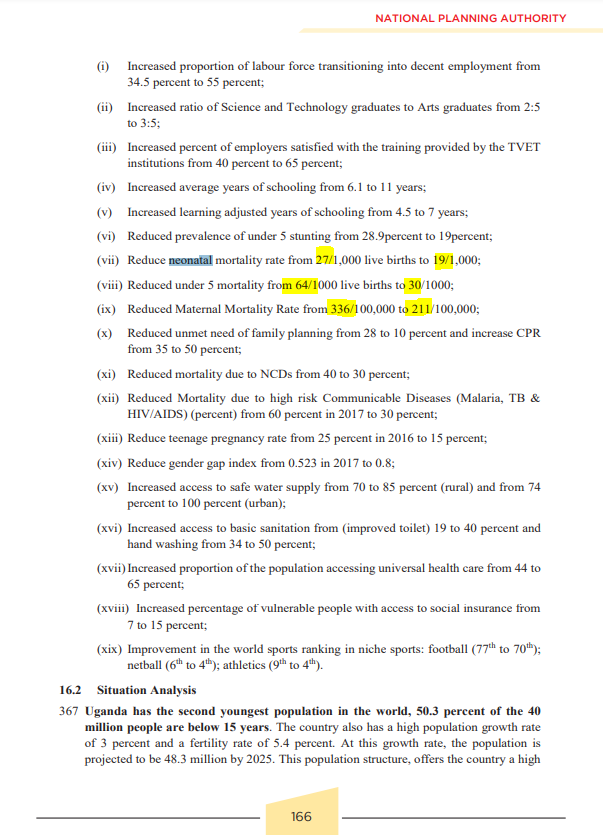 NATIONAL PLANNING AUTHORITY
(i) Increased proportion of labour force transitioning into decent employment from
34.5 percent to 55 percent;
(ii) Increased ratio of Science and Technology graduates to Arts graduates from 2:5
to 3:5;
(iii) Increased percent of employers satisfied with the training provided by the TVET
institutions from 40 percent to 65 percent;
(iv) Increased average years of schooling from 6.1 to 11 years;
(v) Increased learning adjusted years of schooling from 4.5 to 7 years;
(vi) Reduced prevalence of under 5 stunting from 28.9percent to 19percent;
(vii) Reduce neonatal mortality rate from 27/1,000 live births to 19/1,000;
(viii) Reduced under 5 mortality from 64/1000 live births to 30/1000;
(ix) Reduced Maternal Mortality Rate from 336/100,000 to 211/100,000;
(x) Reduced unmet need of family planning from 28 to 10 percent and increase CPR
from 35 to 50 percent;
(xi) Reduced mortality due to NCDs from 40 to 30 percent;
(xii) Reduced Mortality due to high risk Communicable Diseases (Malaria, TB &
HIV/AIDS) (percent) from 60 percent in 2017 to 30 percent;
(xiii) Reduce teenage pregnancy rate from 25 percent in 2016 to 15 percent;
(xiv) Reduce gender gap index from 0.523 in 2017 to 0.8;
(xv) Increased access to safe water supply from 70 to 85 percent (rural) and from 74
percent to 100 percent (urban);
(xvi) Increased access to basic sanitation from (improved toilet) 19 to 40 percent and
hand washing from 34 to 50 percent;
(xvii) Increased proportion of the population accessing universal health care from 44 to
65 percent;
(xviii) Increased percentage of vulnerable people with access to social insurance from
7 to 15 percent;
(xix) Improvement in the world sports ranking in niche sports: football (77th to 70th);
netball (6th to 4th); athletics (9th to 4th).
16.2 Situation Analysis
367 Uganda has the second youngest population in the world, 50.3 percent of the 40
million people are below 15 years. The country also has a high population growth rate
of 3 percent and a fertility rate of 5.4 percent. At this growth rate, the population is
projected to be 48.3 million by 2025. This population structure, offers the country a high
166